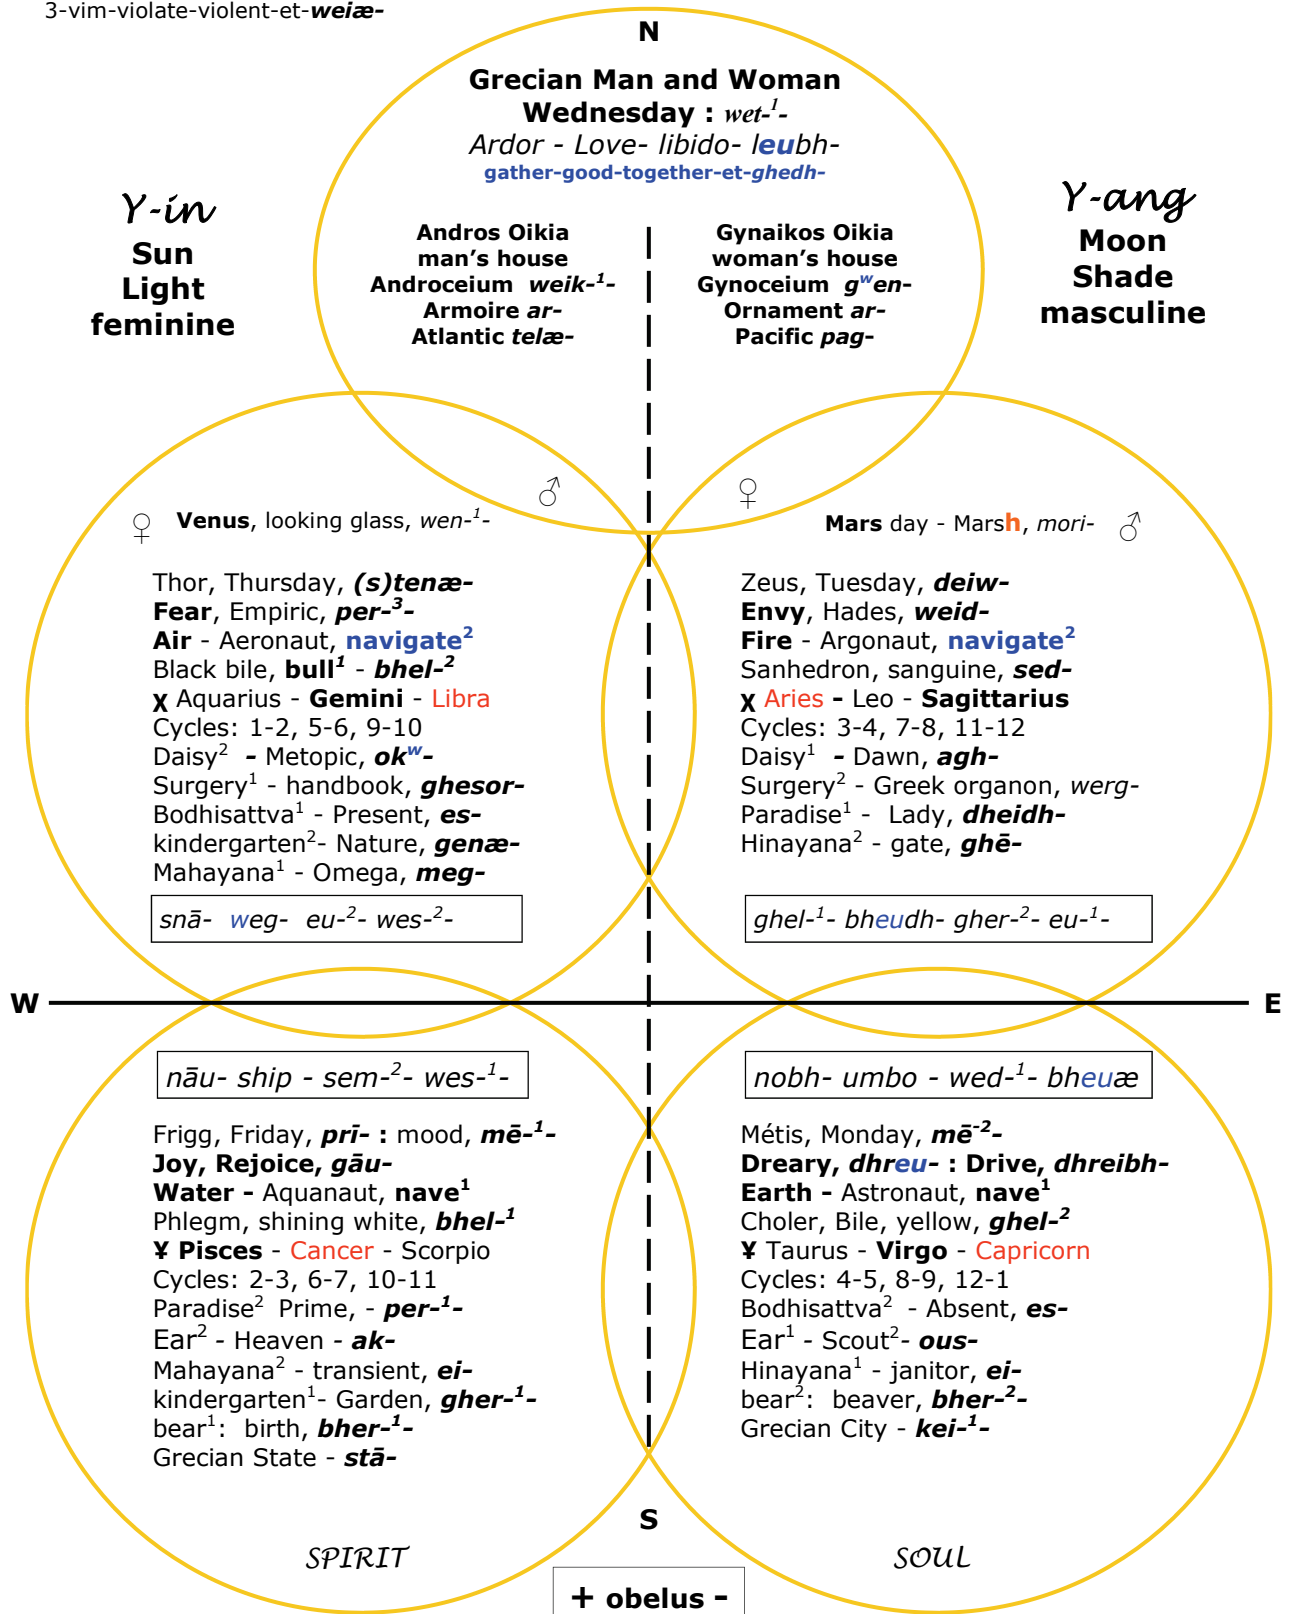 3-vim-violate-violent-et-weiæ-
N
Grecian Man and Woman
Wednesday : wet-¹-
Ardor - Love- libido- leubh-
gather-good-together-et-ghedh-
Y-in
Sun
Light
feminine
Y-ang
Moon
Shade
masculine
Andros Oikia
man's house
Androceium weik-¹-
Armoire ar-
Atlantic telæ-
Gynaikos Oikia
woman's house
Gynoceium gʷen-
Ornament ar-
Pacific pag-
♂
♀
♀ Venus, looking glass, wen-¹-
Thor, Thursday, (s)tenæ-
Fear, Empiric, per-³-
Air - Aeronaut, navigate²
Black bile, bull¹ - bhel-²
χ Aquarius - Gemini - Libra
Cycles: 1-2, 5-6, 9-10
Daisy² - Metopic, okʷ-
Surgery¹ - handbook, ghesor-
Bodhisattva¹ - Present, es-
kindergarten²- Nature, genæ-
Mahayana¹ - Omega, meg-
snā- weg- eu-²- wes-²-
Mars day - Marsh, mori- ♂
Zeus, Tuesday, deiw-
Envy, Hades, weid-
Fire - Argonaut, navigate²
Sanhedron, sanguine, sed-
χ Aries - Leo - Sagittarius
Cycles: 3-4, 7-8, 11-12
Daisy¹ - Dawn, agh-
Surgery² - Greek organon, werg-
Paradise¹ - Lady, dheidh-
Hinayana² - gate, ghē-
ghel-¹- bheudh- gher-²- eu-¹-
W
E
nāu- ship - sem-²- wes-¹-
Frigg, Friday, prī- : mood, mē-¹-
Joy, Rejoice, gāu-
Water - Aquanaut, nave¹
Phlegm, shining white, bhel-¹
¥ Pisces - Cancer - Scorpio
Cycles: 2-3, 6-7, 10-11
Paradise² Prime, - per-¹-
Ear² - Heaven - ak-
Mahayana² - transient, ei-
kindergarten¹- Garden, gher-¹-
bear¹: birth, bher-¹-
Grecian State - stā-
SPIRIT
nobh- umbo - wed-¹- bheuæ
Métis, Monday, mē⁻²-
Dreary, dhreu- : Drive, dhreibh-
Earth - Astronaut, nave¹
Choler, Bile, yellow, ghel-²
¥ Taurus - Virgo - Capricorn
Cycles: 4-5, 8-9, 12-1
Bodhisattva² - Absent, es-
Ear¹ - Scout²- ous-
Hinayana¹ - janitor, ei-
bear²: beaver, bher-²-
Grecian City - kei-¹-
SOUL
S
+ obelus -